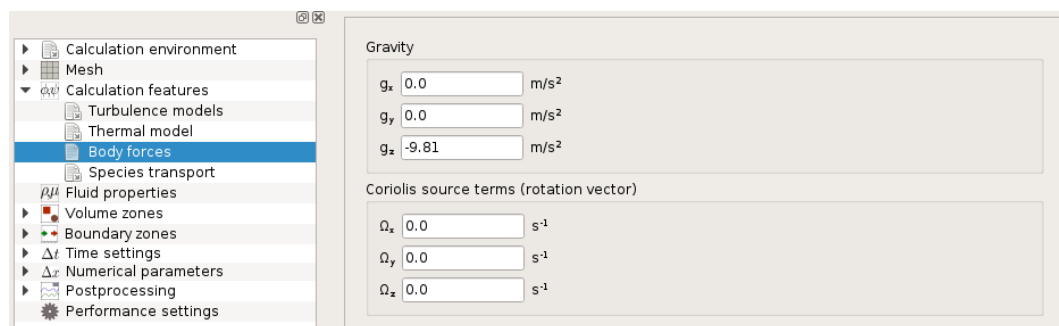 Calculation environment
Mesh
Calculation features
Turbulence models
Thermal model
Body forces
Species transport
ρ,μ Fluid properties
Volume zones
Boundary zones
Δt Time settings
Δx Numerical parameters
Postprocessing
Performance settings
Gravity
gₓ 0.0 m/s²
gᵧ 0.0 m/s²
g_z -9.81 m/s²
Coriolis source terms (rotation vector)
Ωₓ 0.0 s⁻¹
Ωᵧ 0.0 s⁻¹
Ω_z 0.0 s⁻¹